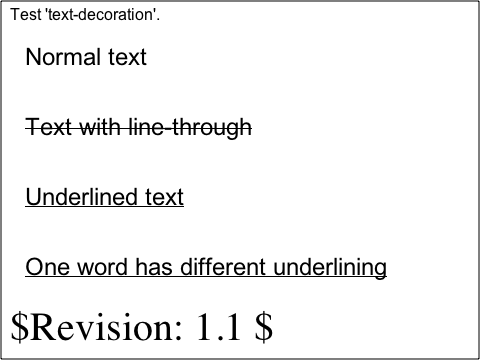 Test 'text-decoration'.
Normal text
Text with line-through
Underlined text
One word has different underlining
$Revision: 1.1 $